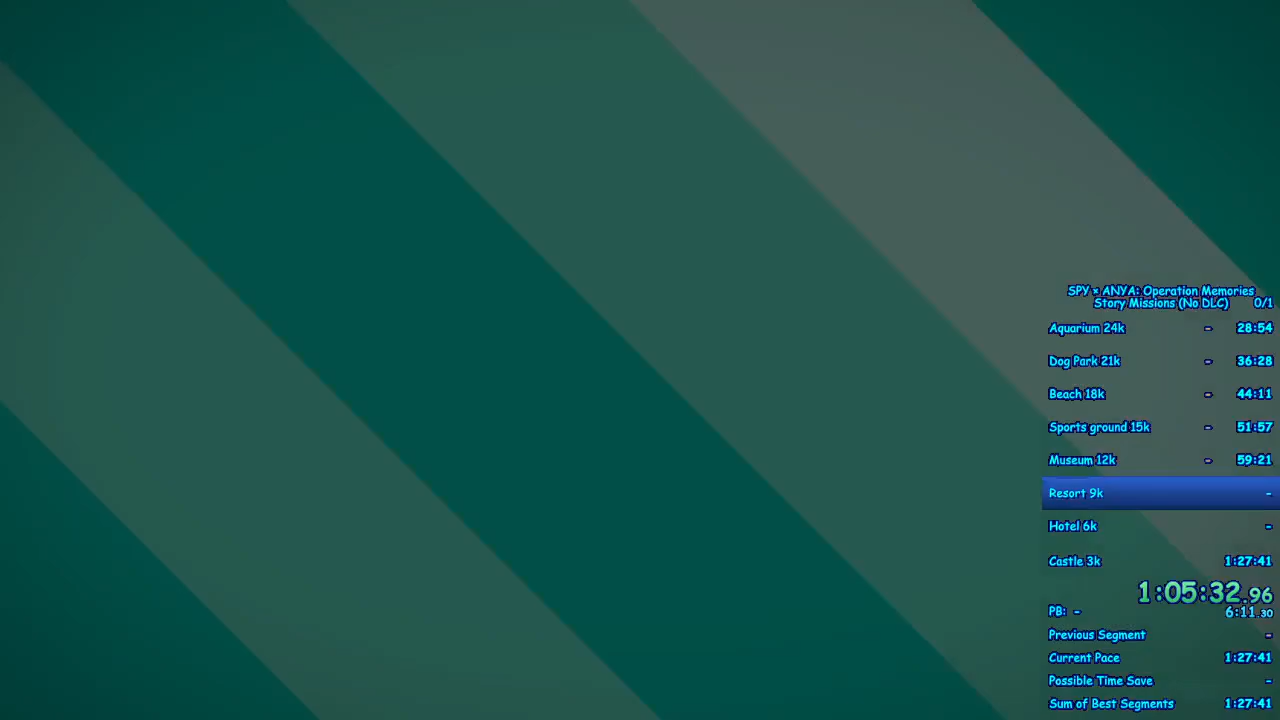 SPY × ANYA: Operation Memories
Story Missions (No DLC) 0/1
Aquarium 24k - 28:54
Dog Park 21k - 36:28
Beach 18k - 44:11
Sports ground 15k - 51:57
Museum 12k - 59:21
Resort 9k -
Hotel 6k -
Castle 3k 1:27:41
1:05:32.96
PB: - 6:11.30
Previous Segment -
Current Pace 1:27:41
Possible Time Save -
Sum of Best Segments 1:27:41